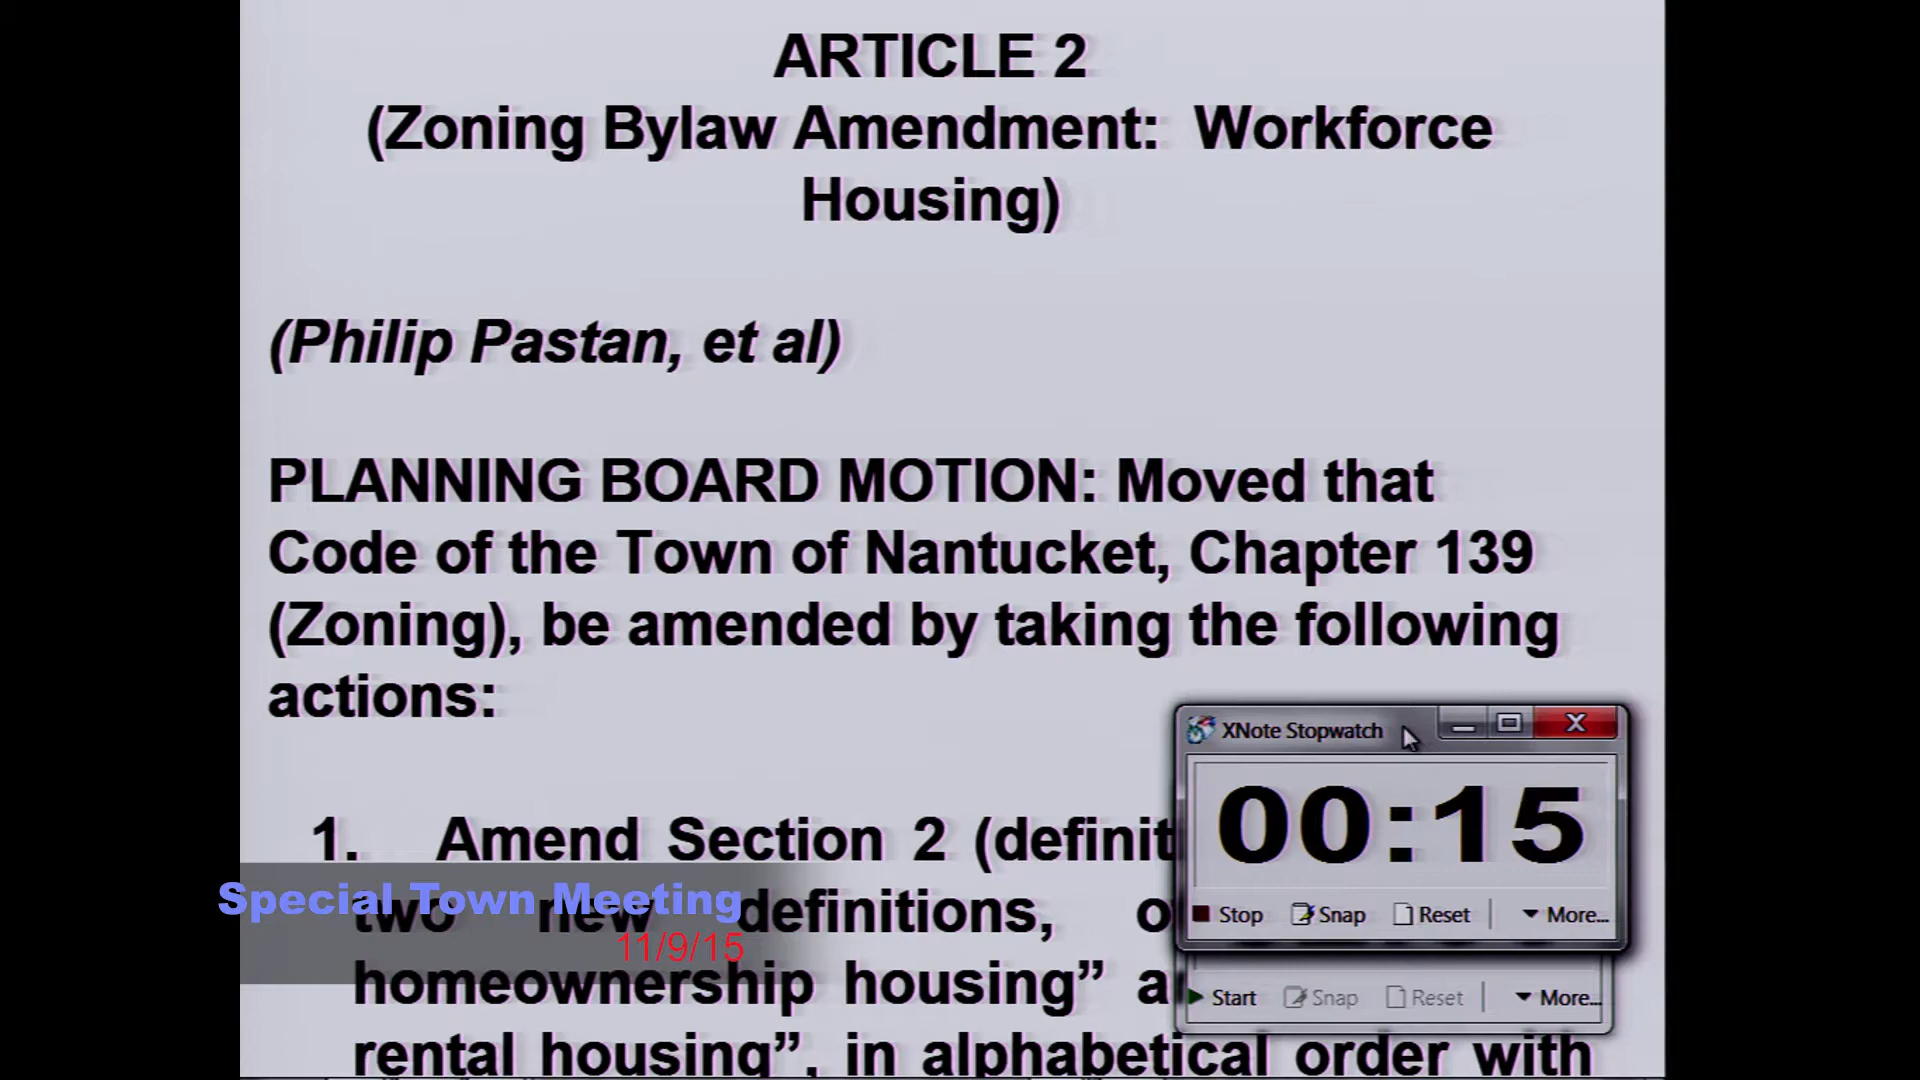 ARTICLE 2
(Zoning Bylaw Amendment: Workforce
Housing)
(Philip Pastan, et al)
PLANNING BOARD MOTION: Moved that
Code of the Town of Nantucket, Chapter 139
(Zoning), be amended by taking the following
actions:
1. Amend Section 2 (definit
two new definitions, o
homeownership housing” a
rental housing”, in alphabetical order with
Special Town Meeting
11/9/15
XNote Stopwatch
00:15
Stop Snap Reset More...
Start Snap Reset More...